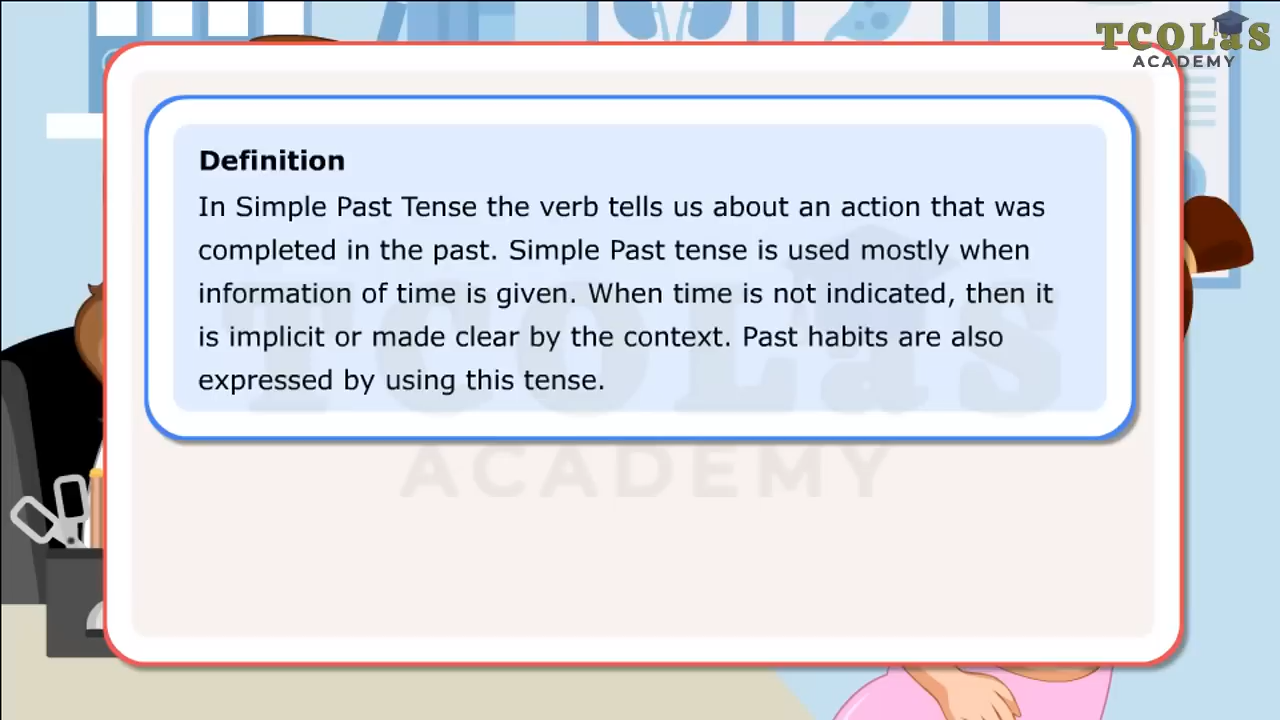 TCOLaS
ACADEMY
Definition
In Simple Past Tense the verb tells us about an action that was
completed in the past. Simple Past tense is used mostly when
information of time is given. When time is not indicated, then it
is implicit or made clear by the context. Past habits are also
expressed by using this tense.
TCOLaS
ACADEMY